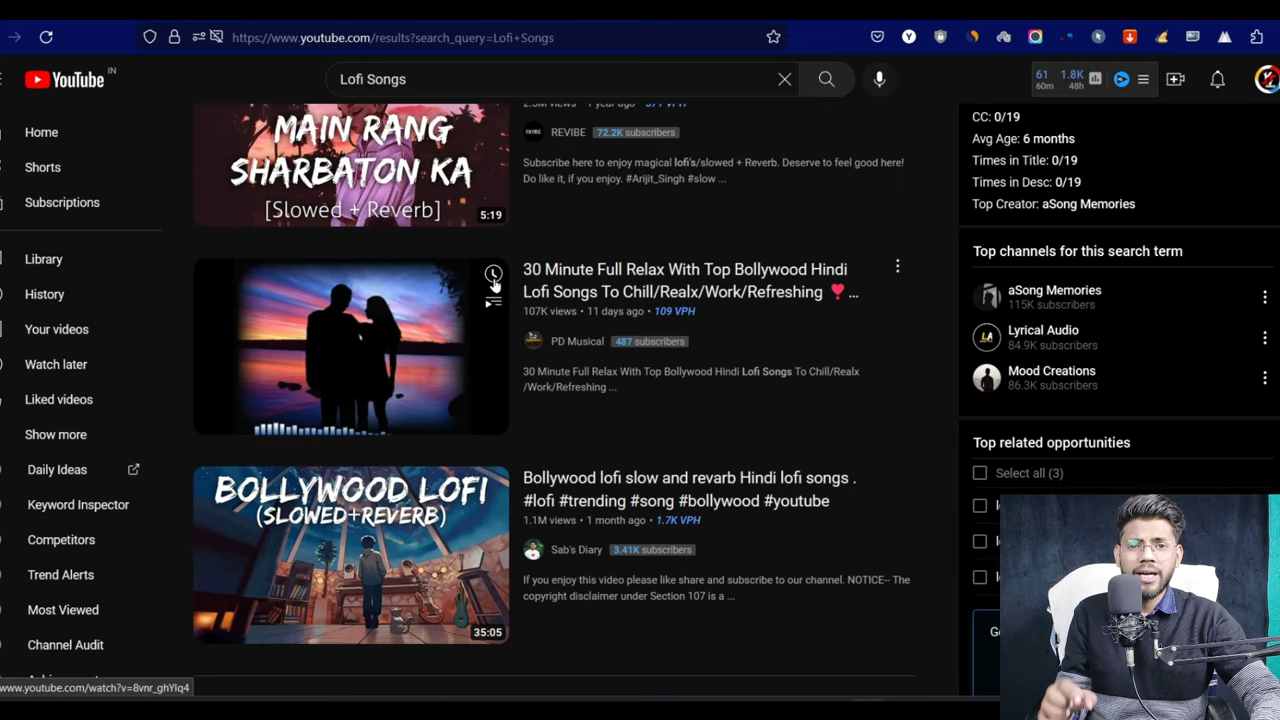 https://www.youtube.com/results?search_query=Lofi+Songs
YouTube IN
Lofi Songs
61 60m
1.8K 48h
Home
Shorts
Subscriptions
Library
History
Your videos
Watch later
Liked videos
Show more
Daily Ideas
Keyword Inspector
Competitors
Trend Alerts
Most Viewed
Channel Audit
MAIN RANG
SHARBATON KA
[Slowed + Reverb]
5:19
REVIBE 72.2K subscribers
Subscribe here to enjoy magical lofi's/slowed + Reverb. Deserve to feel good here!
Do like it, if you enjoy. #Arijit_Singh #slow ...
30 Minute Full Relax With Top Bollywood Hindi
Lofi Songs To Chill/Realx/Work/Refreshing ❣️ ...
107K views • 11 days ago • 109 VPH
PD Musical 487 subscribers
30 Minute Full Relax With Top Bollywood Hindi Lofi Songs To Chill/Realx
/Work/Refreshing ...
BOLLYWOOD LOFI
(SLOWED+REVERB)
35:05
Bollywood lofi slow and revarb Hindi lofi songs .
#lofi #trending #song #bollywood #youtube
1.1M views • 1 month ago • 1.7K VPH
Sab's Diary 3.41K subscribers
If you enjoy this video please like share and subscribe to our channel. NOTICE-- The
copyright disclaimer under Section 107 is a ...
CC: 0/19
Avg Age: 6 months
Times in Title: 0/19
Times in Desc: 0/19
Top Creator: aSong Memories
Top channels for this search term
aSong Memories
115K subscribers
LA
Lyrical Audio
84.9K subscribers
Mood Creations
86.3K subscribers
Top related opportunities
Select all (3)
www.youtube.com/watch?v=8vnr_ghYIq4